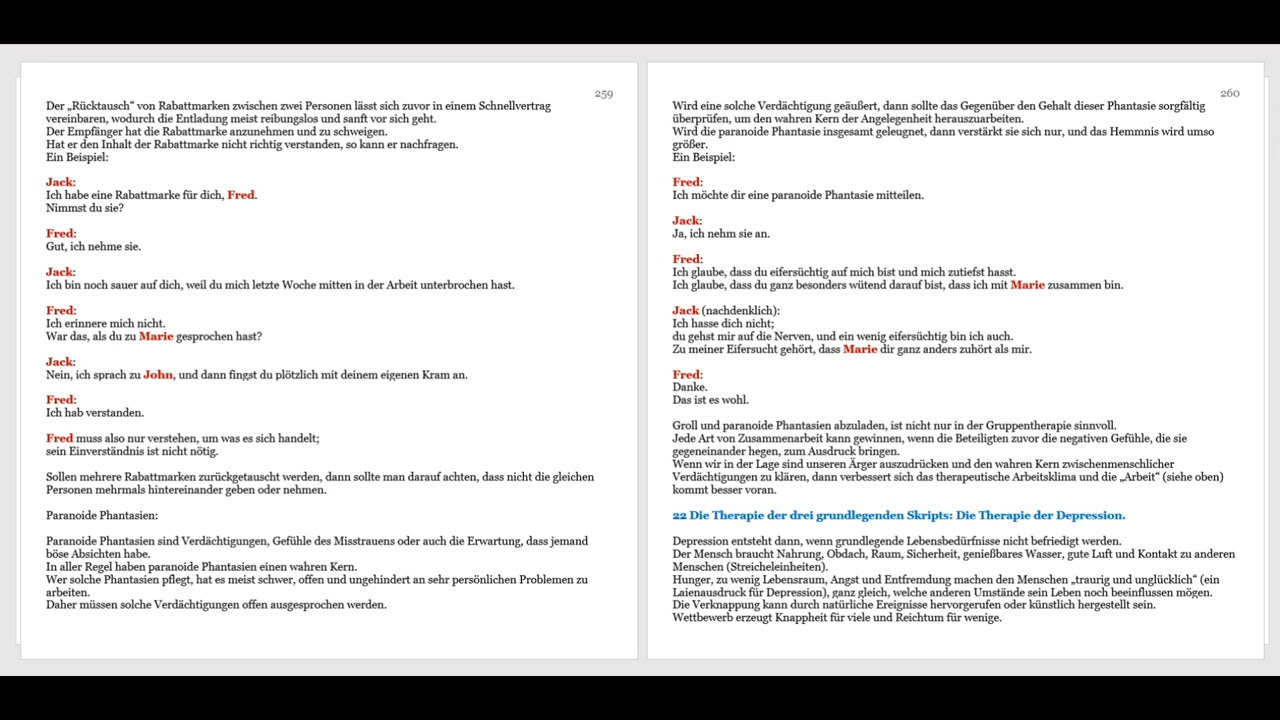 259
Der „Rücktausch“ von Rabattmarken zwischen zwei Personen lässt sich zuvor in einem Schnellvertrag
vereinbaren, wodurch die Entladung meist reibungslos und sanft vor sich geht.
Der Empfänger hat die Rabattmarke anzunehmen und zu schweigen.
Hat er den Inhalt der Rabattmarke nicht richtig verstanden, so kann er nachfragen.
Ein Beispiel:
Jack:
Ich habe eine Rabattmarke für dich, Fred.
Nimmst du sie?
Fred:
Gut, ich nehme sie.
Jack:
Ich bin noch sauer auf dich, weil du mich letzte Woche mitten in der Arbeit unterbrochen hast.
Fred:
Ich erinnere mich nicht.
War das, als du zu Marie gesprochen hast?
Jack:
Nein, ich sprach zu John, und dann fingst du plötzlich mit deinem eigenen Kram an.
Fred:
Ich hab verstanden.
Fred muss also nur verstehen, um was es sich handelt;
sein Einverständnis ist nicht nötig.
Sollen mehrere Rabattmarken zurückgetauscht werden, dann sollte man darauf achten, dass nicht die gleichen
Personen mehrmals hintereinander geben oder nehmen.
Paranoide Phantasien:
Paranoide Phantasien sind Verdächtigungen, Gefühle des Misstrauens oder auch die Erwartung, dass jemand
böse Absichten habe.
In aller Regel haben paranoide Phantasien einen wahren Kern.
Wer solche Phantasien pflegt, hat es meist schwer, offen und ungehindert an sehr persönlichen Problemen zu
arbeiten.
Daher müssen solche Verdächtigungen offen ausgesprochen werden.
260
Wird eine solche Verdächtigung geäußert, dann sollte das Gegenüber den Gehalt dieser Phantasie sorgfältig
überprüfen, um den wahren Kern der Angelegenheit herauszuarbeiten.
Wird die paranoide Phantasie insgesamt geleugnet, dann verstärkt sie sich nur, und das Hemmnis wird umso
größer.
Ein Beispiel:
Fred:
Ich möchte dir eine paranoide Phantasie mitteilen.
Jack:
Ja, ich nehm sie an.
Fred:
Ich glaube, dass du eifersüchtig auf mich bist und mich zutiefst hasst.
Ich glaube, dass du ganz besonders wütend darauf bist, dass ich mit Marie zusammen bin.
Jack (nachdenklich):
Ich hasse dich nicht;
du gehst mir auf die Nerven, und ein wenig eifersüchtig bin ich auch.
Zu meiner Eifersucht gehört, dass Marie dir ganz anders zuhört als mir.
Fred:
Danke.
Das ist es wohl.
Groll und paranoide Phantasien abzuladen, ist nicht nur in der Gruppentherapie sinnvoll.
Jede Art von Zusammenarbeit kann gewinnen, wenn die Beteiligten zuvor die negativen Gefühle, die sie
gegeneinander hegen, zum Ausdruck bringen.
Wenn wir in der Lage sind unseren Ärger auszudrücken und den wahren Kern zwischenmenschlicher
Verdächtigungen zu klären, dann verbessert sich das therapeutische Arbeitsklima und die „Arbeit“ (siehe oben)
kommt besser voran.
22 Die Therapie der drei grundlegenden Skripts: Die Therapie der Depression.
Depression entsteht dann, wenn grundlegende Lebensbedürfnisse nicht befriedigt werden.
Der Mensch braucht Nahrung, Obdach, Raum, Sicherheit, genießbares Wasser, gute Luft und Kontakt zu anderen
Menschen (Streicheleinheiten).
Hunger, zu wenig Lebensraum, Angst und Entfremdung machen den Menschen „traurig und unglücklich“ (ein
Laienausdruck für Depression), ganz gleich, welche anderen Umstände sein Leben noch beeinflussen mögen.
Die Verknappung kann durch natürliche Ereignisse hervorgerufen oder künstlich hergestellt sein.
Wettbewerb erzeugt Knappheit für viele und Reichtum für wenige.